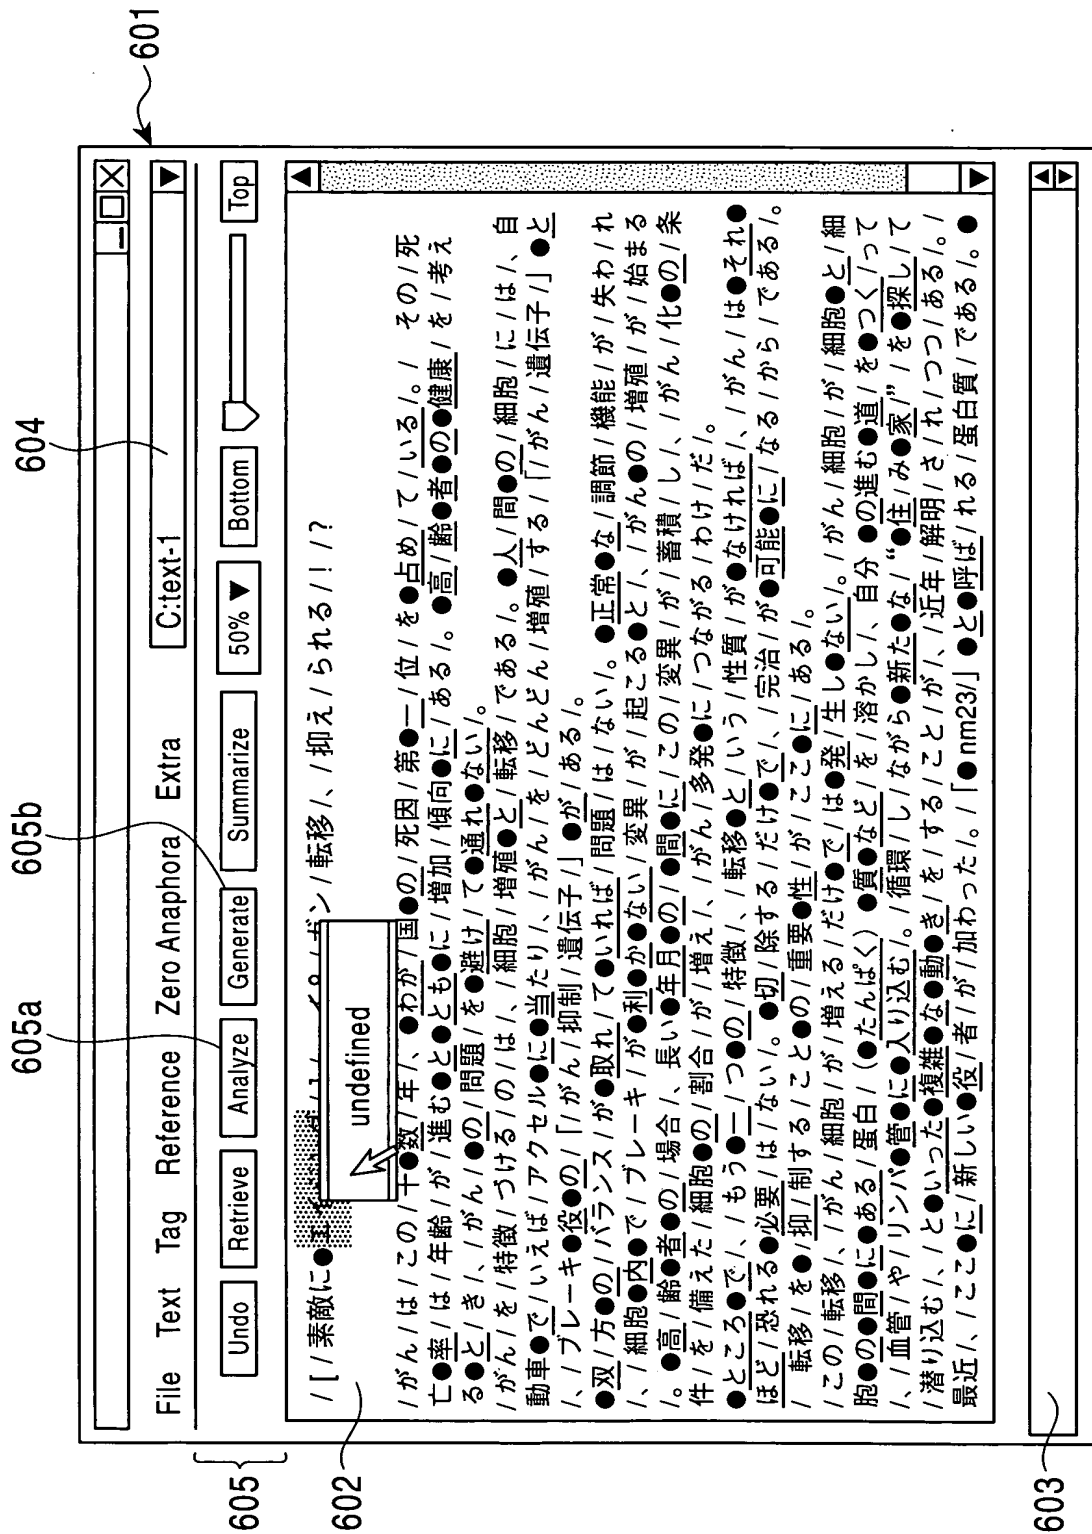 604
605b
605a
601
C:text-1
File Text Tag Reference Zero Anaphora Extra
605
Undo Retrieve Analyze Generate Summarize 50% ▼ Bottom Top
602
/ [ / 素敵に●
/ 転移 /、/ 抑え / られる / ! / ?
undefined
/ がん / は / この / 十●数 / 年 /、●わが / 国●の / 死因 / 第●一 / 位 / を●占め / て / いる /。/ その / 死
亡●率 / は / 年齢 / が / 進む●と●とも●に / 増加 / 傾向●に / ある /。●高 / 齢●者●の●健康 / を / 考え
る●と / き /、/ がん / ●の / 問題 / を●避け / て●通れ●ない /。
/ がん / を / 特徴 / づける / の / は /、/ 細胞 / 増殖●と / 転移 / で / ある /。●人 / 間●の / 細胞 / に / は /、自
動車●で / いえば / アクセル●に●当たり /、/ がん / を / どんどん / 増殖 / する / 「 / がん / 遺伝子 / 」●と
/、/ ブレーキ●役●の / 「 / がん / 抑制 / 遺伝子 / 」●が / ある /。
●双 / 方●の / バランス / が●取れ / て●いれば / 問題 / は / ない /。●正常●な / 調節 / 機能 / が / 失わ / れ
/、/ 細胞●内●で / ブレーキ / が●利●か●ない / 変異 / が / 起こる●と /、/ がん●の / 増殖 / が / 始まる
/。●高 / 齢●者●の / 場合 /、長い●年月●の / ●間●に / この / 変異 / が / 蓄積 / し /、/ がん / 化●の / 条
件 / を / 備えた / 細胞●の / 割合 / が / 増え /、/ がん / 多発●に / つながる / わけ / だ /。
●ところ●で /、/ もう●一 / つ●の / 特徴 /、/ 転移●と / いう / 性質 / が●なければ /、/ がん / は●それ●
ほど / 恐れる●必要 / は / ない /。●切 / 除する / だけ●で /、/ 完治 / が●可能●に / なる / から / で / ある /。
/ 転移 / を●抑 / 制する / こと●の / 重要●性 / が / ここ●に / ある /。
/ この / 転移 /、/ がん / 細胞 / が / 増える / だけ●で / は●発 / 生し●ない /。/ がん / 細胞 / が / 細胞●と / 細
胞●の●間●に●ある / 蛋白 / (●たんぱく) ●質●など / を / 溶かし /、自分 ●の進む●道 / を●つく / って
/、/ 血管 / や / リンパ●管●に●入り込む /。/ 循環 / し / ながら●新た●な / “●住 / み●家 / ” / を●探し / て
/ 潜り込む /、/ と●いった●複雑●な●動●き / を / する / こと / が /、/ 近年 / 解明 / さ / れ / つつ / ある /。/
最近 /、/ ここ●に / 新しい●役 / 者 / が / 加わった /。/ 「●nm23 / 」●と●呼ば / れる / 蛋白質 / で / ある /。●
603